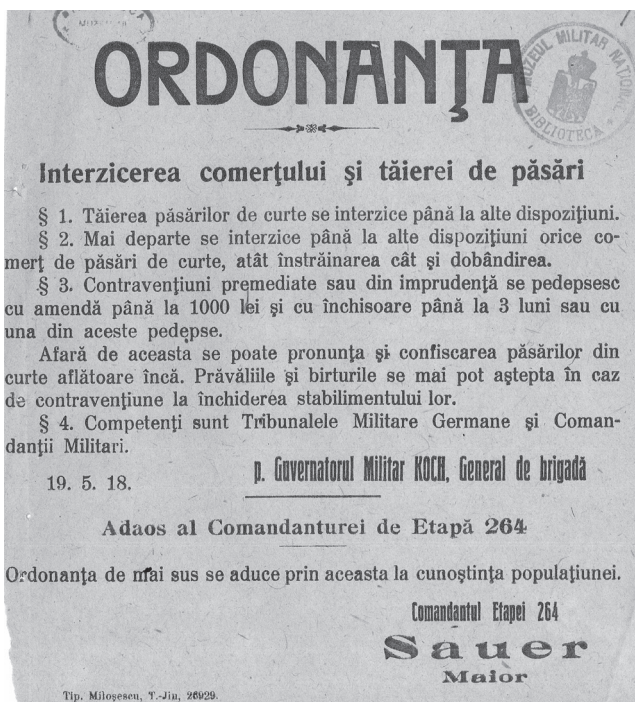 ORDONANŢA
MUZEUL MILITAR NAŢIONAL
BIBLIOTECA
Interzicerea comerţului şi tăierei de păsări
§ 1. Tăierea păsărilor de curte se interzice până la alte dispoziţiuni.
§ 2. Mai departe se interzice până la alte dispoziţiuni orice co-
merţ de păsări de curte, atât înstrăinarea cât şi dobândirea.
§ 3. Contravenţiuni premediate sau din imprudenţă se pedepsesc
cu amendă până la 1000 lei şi cu închisoare până la 3 luni sau cu
una din aceste pedepse.
Afară de aceasta se poate pronunţa şi confiscarea păsărilor din
curte aflătoare încă. Prăvăliile şi birturile se mai pot aştepta în caz
de contravenţiune la închiderea stabilimentului lor.
§ 4. Competenţi sunt Tribunalele Militare Germane şi Coman-
danţii Militari.
19. 5. 18.
p. Guvernatorul Militar KOCH, General de brigadă
Adaos al Comandanturei de Etapă 264
Ordonanţa de mai sus se aduce prin aceasta la cunoştinţa populaţiunei.
Comandantul Etapei 264
Sauer
Maior
Tip. Miloşescu, T.-Jiu, 26929.